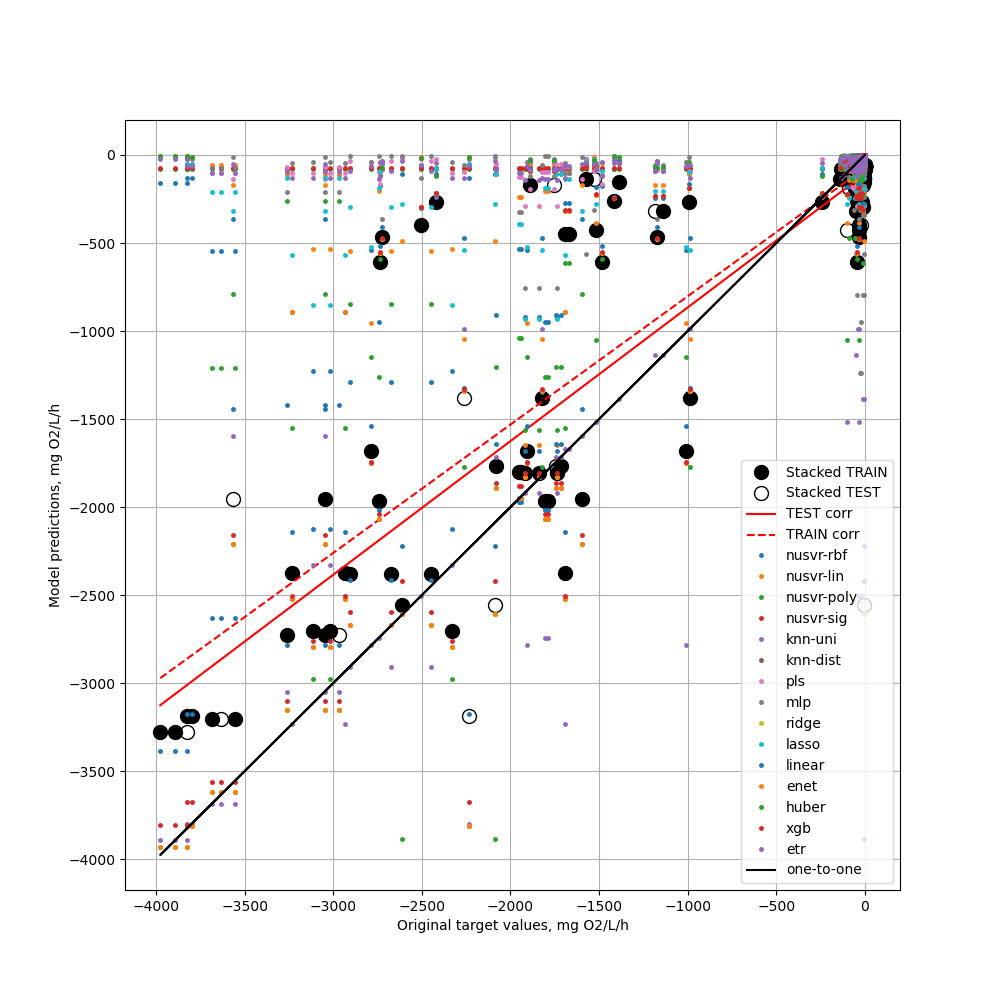 0
−500
−1000
−1500
−2000
−2500
−3000
−3500
−4000
Model predictions, mg O2/L/h
Stacked TRAIN
Stacked TEST
TEST corr
TRAIN corr
nusvr-rbf
nusvr-lin
nusvr-poly
nusvr-sig
knn-uni
knn-dist
pls
mlp
ridge
lasso
linear
enet
huber
xgb
etr
one-to-one
−4000 −3500 −3000 −2500 −2000 −1500 −1000 −500 0
Original target values, mg O2/L/h